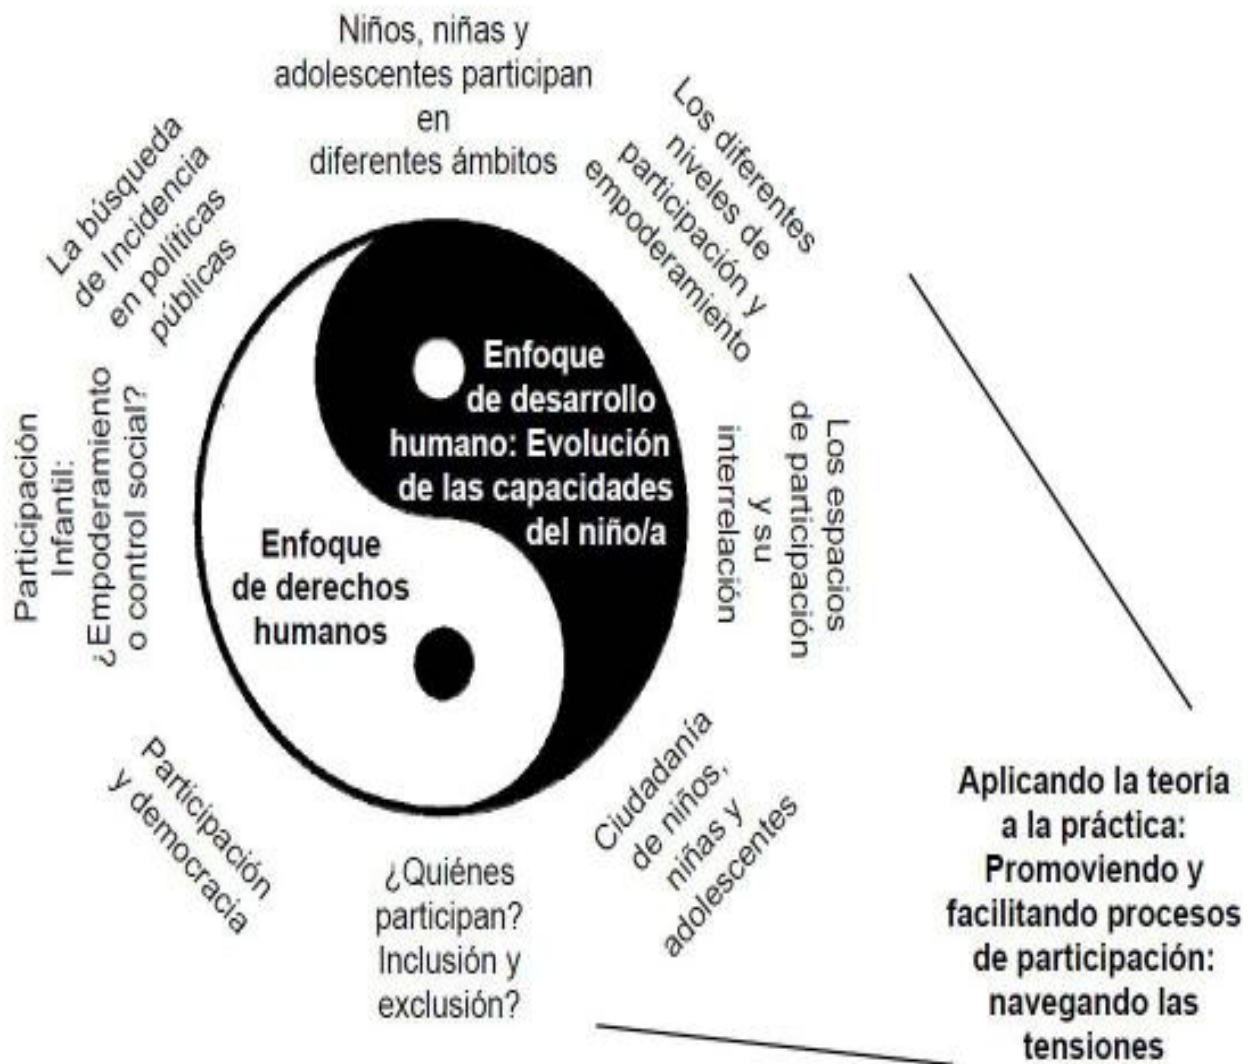 Niños, niñas y
adolescentes participan
en
diferentes ámbitos
Los diferentes
niveles de
participación y
empoderamiento
Los espacios
de participación
y su
interrelación
Ciudadanía
de niños,
niñas y
adolescentes
¿Quiénes
participan?
Inclusión y
exclusión?
Participación
y democracia
Participación
Infantil:
¿Empoderamiento
o control social?
La búsqueda
de Incidencia
en políticas
públicas
Enfoque
de desarrollo
humano: Evolución
de las capacidades
del niño/a
Enfoque
de derechos
humanos
Aplicando la teoría
a la práctica:
Promoviendo y
facilitando procesos
de participación:
navegando las
tensiones